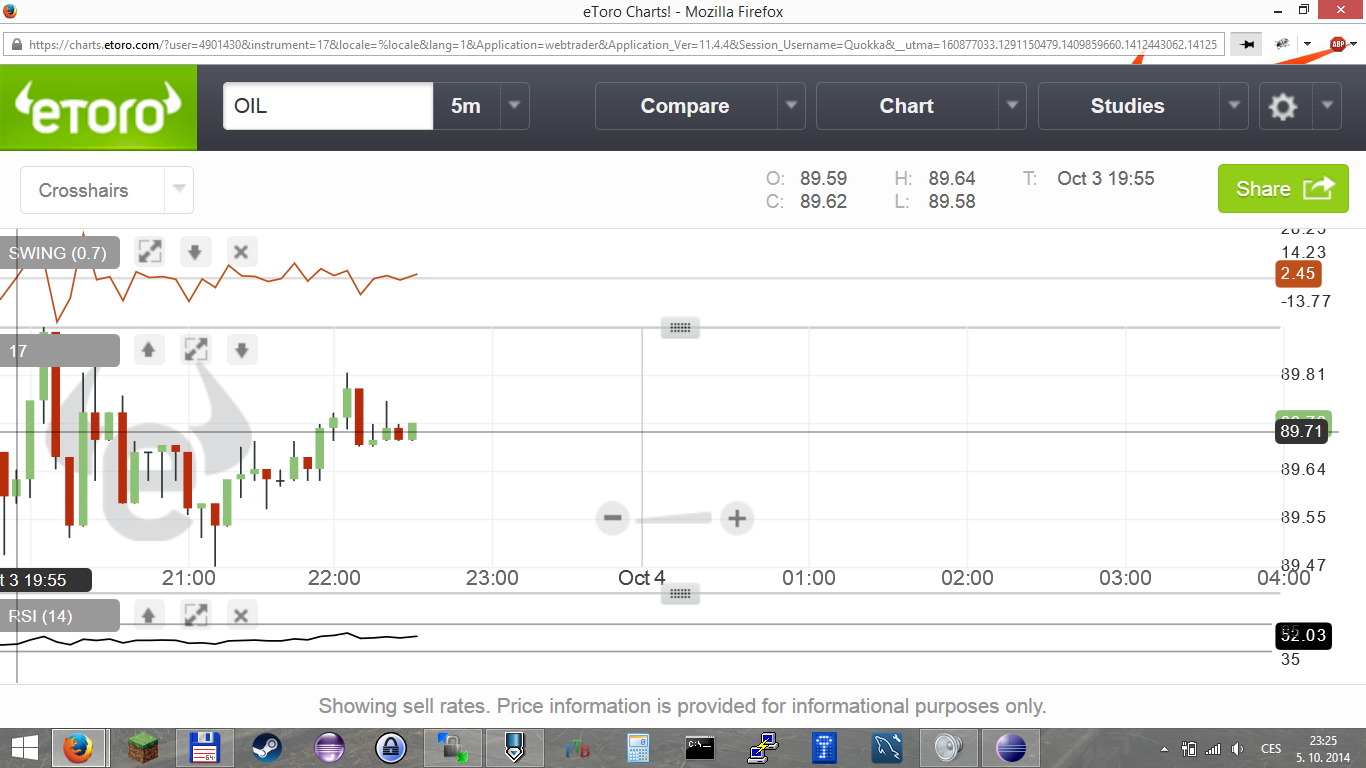 eToro Charts! - Mozilla Firefox
https://charts.etoro.com/?user=4901430&instrument=17&locale=%locale&lang=1&Application=webtrader&Application_Ver=11.4.4&Session_Username=Quokka&__utma=160877033.1291150479.1409859660.1412443062.14125
ABP
eToro
OIL
5m
Compare
Chart
Studies
Crosshairs
O: 89.59 H: 89.64 T: Oct 3 19:55
C: 89.62 L: 89.58
Share
SWING (0.7)
14.23
2.45
-13.77
17
89.81
89.71
89.64
89.55
89.47
t 3 19:55
21:00
22:00
23:00
Oct 4
01:00
02:00
03:00
04:00
RSI (14)
52.03
35
Showing sell rates. Price information is provided for informational purposes only.
CES
23:25
5. 10. 2014